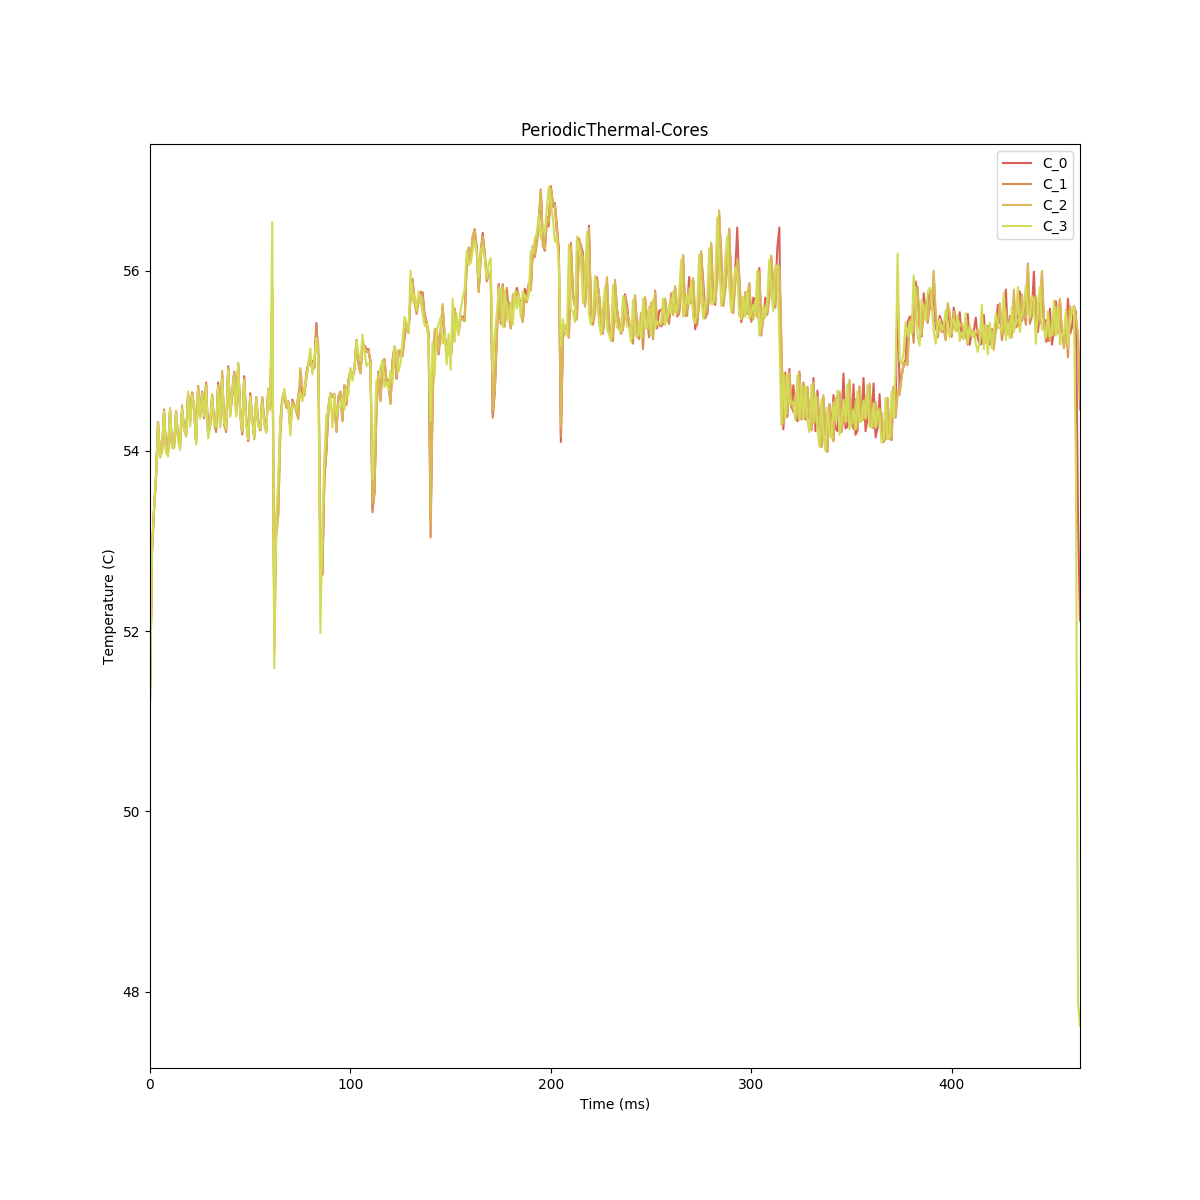 PeriodicThermal-Cores
C_0
C_1
C_2
C_3
56
54
52
50
48
Temperature (C)
0 100 200 300 400
Time (ms)